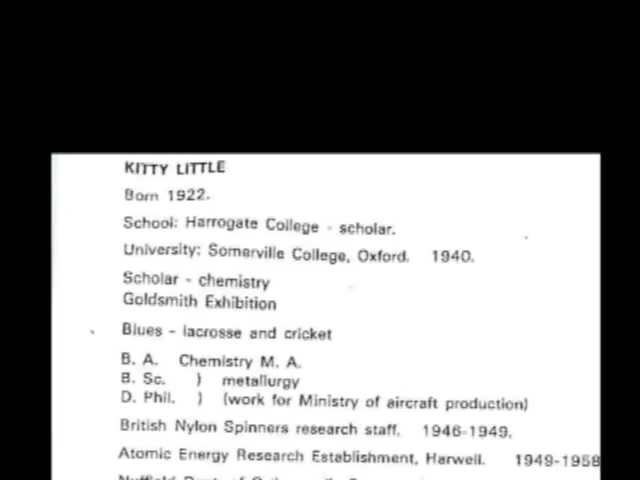 KITTY LITTLE
Born 1922.
School: Harrogate College - scholar.
University: Somerville College, Oxford. 1940.
Scholar - chemistry
Goldsmith Exhibition
Blues - lacrosse and cricket
B. A. Chemistry M. A.
B. Sc. ) metallurgy
D. Phil. ) (work for Ministry of aircraft production)
British Nylon Spinners research staff. 1946-1949.
Atomic Energy Research Establishment, Harwell. 1949-1958